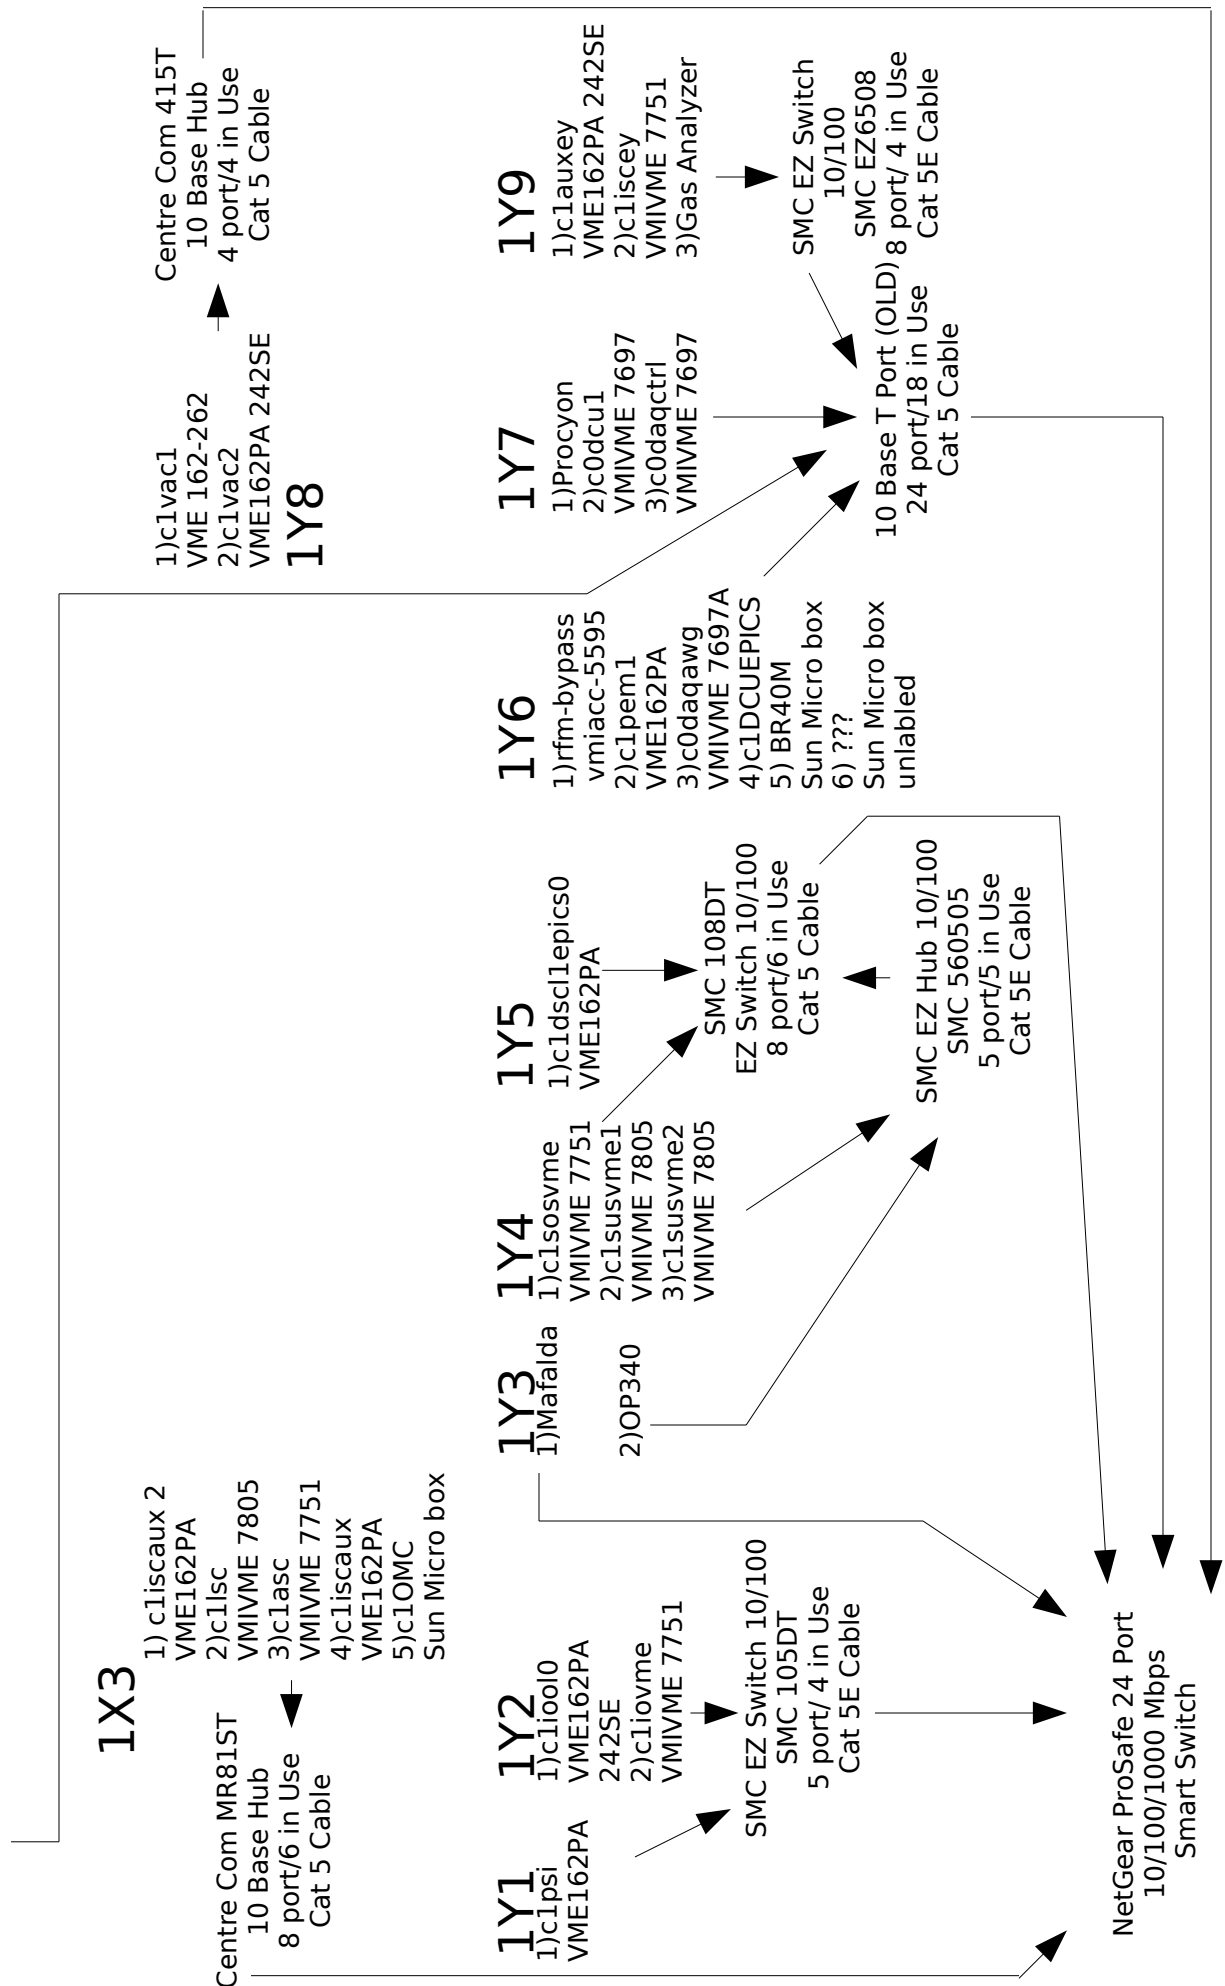 1X3
1) c1iscaux 2
VME162PA
2)c1lsc
VMIVME 7805
3)c1asc
VMIVME 7751
4)c1iscaux
VME162PA
5)c1OMC
Sun Micro box
Centre Com MR81ST
10 Base Hub
8 port/6 in Use
Cat 5 Cable
1)c1vac1
VME 162-262
2)c1vac2
VME162PA 242SE
1Y8
Centre Com 415T
10 Base Hub
4 port/4 in Use
Cat 5 Cable
1Y1
1)c1psi
VME162PA
1Y2
1)c1iool0
VME162PA
242SE
2)c1iovme
VMIVME 7751
SMC EZ Switch 10/100
SMC 105DT
5 port/ 4 in Use
Cat 5E Cable
1Y3
1)Mafalda
2)OP340
1Y4
1)c1sosvme
VMIVME 7751
2)c1susvme1
VMIVME 7805
3)c1susvme2
VMIVME 7805
1Y5
1)c1dscl1epics0
VME162PA
SMC 108DT
EZ Switch 10/100
8 port/6 in Use
Cat 5 Cable
SMC EZ Hub 10/100
SMC 560505
5 port/5 in Use
Cat 5E Cable
1Y6
1)rfm-bypass
vmiacc-5595
2)c1pem1
VME162PA
3)c0daqawg
VMIVME 7697A
4)c1DCUEPICS
5) BR40M
Sun Micro box
6) ???
Sun Micro box
unlabled
1Y7
1)Procyon
2)c0dcu1
VMIVME 7697
3)c0daqctrl
VMIVME 7697
10 Base T Port (OLD)
24 port/18 in Use
Cat 5 Cable
1Y9
1)c1auxey
VME162PA 242SE
2)c1iscey
VMIVME 7751
3)Gas Analyzer
SMC EZ Switch
10/100
SMC EZ6508
8 port/ 4 in Use
Cat 5E Cable
NetGear ProSafe 24 Port
10/100/1000 Mbps
Smart Switch